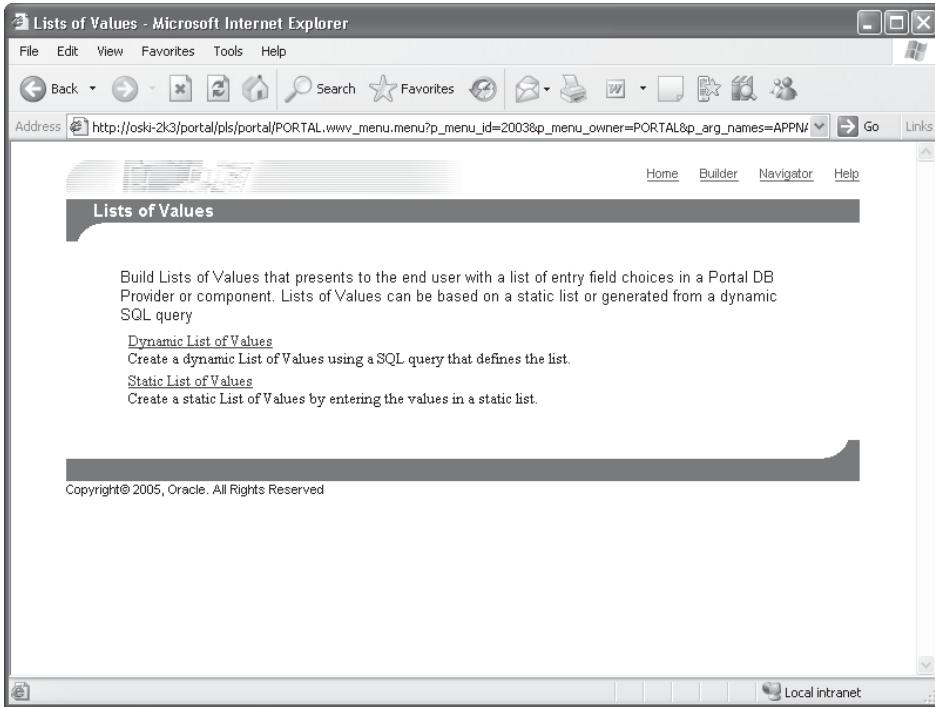 Lists of Values - Microsoft Internet Explorer
File Edit View Favorites Tools Help
Back Search Favorites
Address http://oski-2k3/portal/pls/portal/PORTAL.wwv_menu.menu?p_menu_id=2003&p_menu_owner=PORTAL&p_arg_names=APPN Go Links
Home Builder Navigator Help
Lists of Values
Build Lists of Values that presents to the end user with a list of entry field choices in a Portal DB
Provider or component. Lists of Values can be based on a static list or generated from a dynamic
SQL query
Dynamic List of Values
Create a dynamic List of Values using a SQL query that defines the list.
Static List of Values
Create a static List of Values by entering the values in a static list.
Copyright© 2005, Oracle. All Rights Reserved
Local intranet